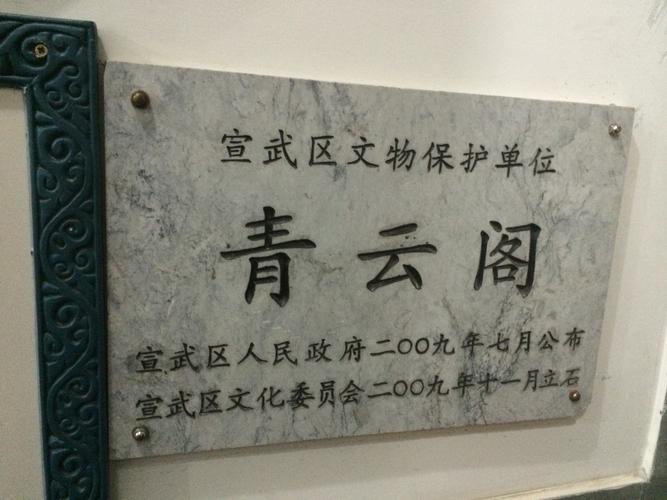 宣武区文物保护单位
青云阁
宣武区人民政府二〇〇九年七月公布
宣武区文化委员会二〇〇九年十一月立石